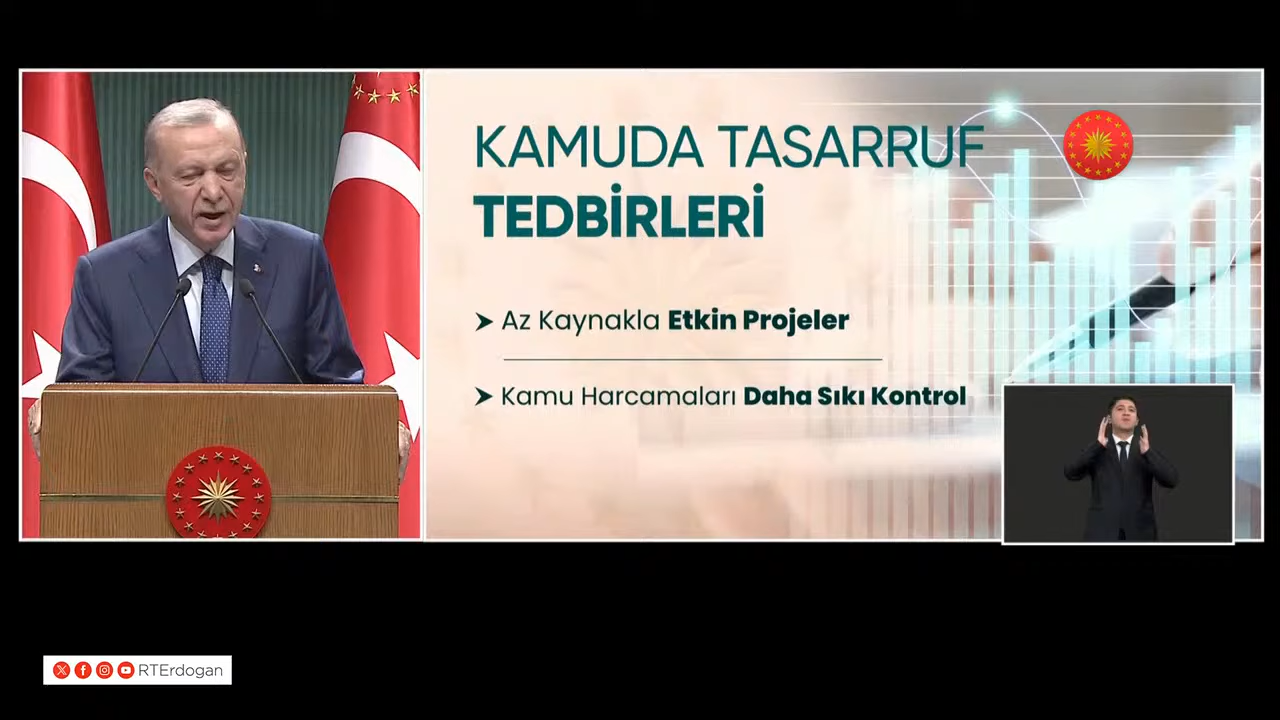 KAMUDA TASARRUF
TEDBİRLERİ
➤ Az Kaynakla Etkin Projeler
➤ Kamu Harcamaları Daha Sıkı Kontrol
RTErdogan